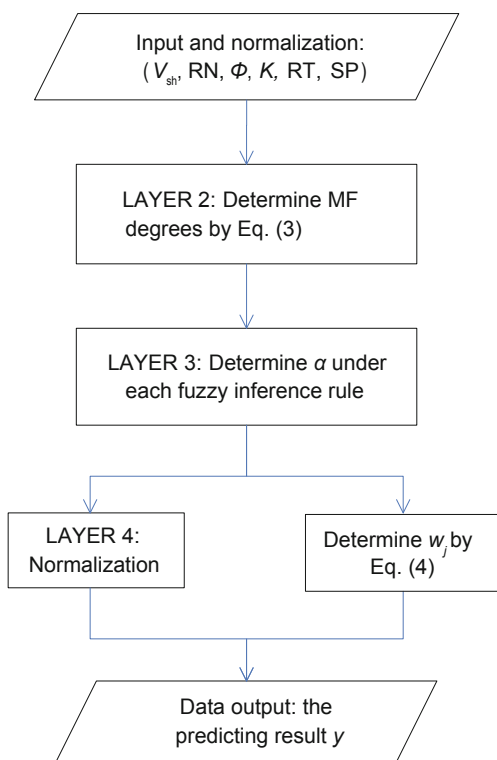 Input and normalization:
( Vsh, RN, Φ, K, RT, SP)
LAYER 2: Determine MF
degrees by Eq. (3)
LAYER 3: Determine α under
each fuzzy inference rule
LAYER 4:
Normalization
Determine wj by
Eq. (4)
Data output: the
predicting result y